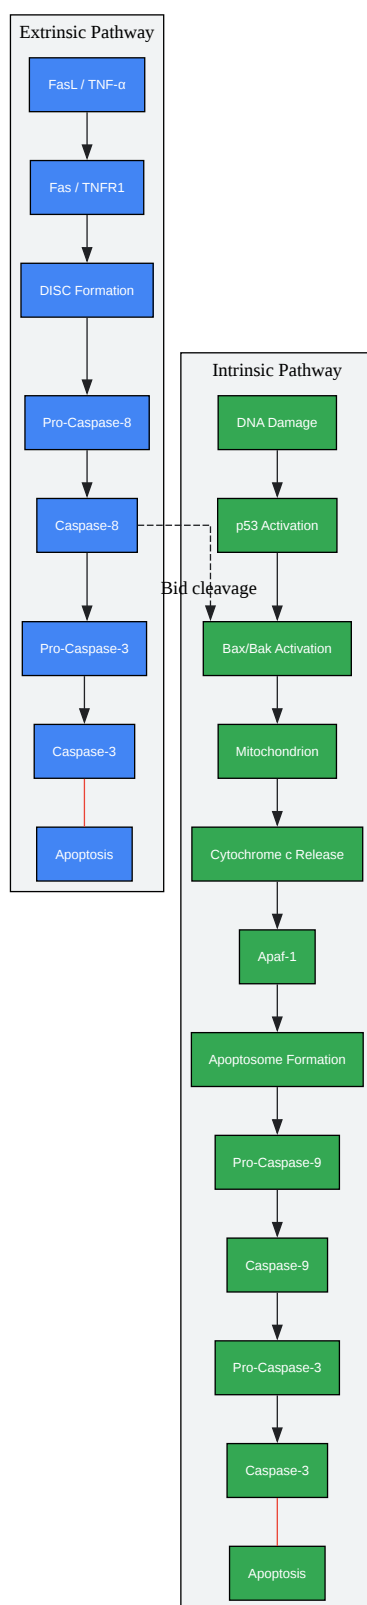 Extrinsic Pathway
FasL / TNF-α
Fas / TNFR1
DISC Formation
Pro-Caspase-8
Caspase-8
Pro-Caspase-3
Caspase-3
Apoptosis
Bid cleavage
Intrinsic Pathway
DNA Damage
p53 Activation
Bax/Bak Activation
Mitochondrion
Cytochrome c Release
Apaf-1
Apoptosome Formation
Pro-Caspase-9
Caspase-9
Pro-Caspase-3
Caspase-3
Apoptosis